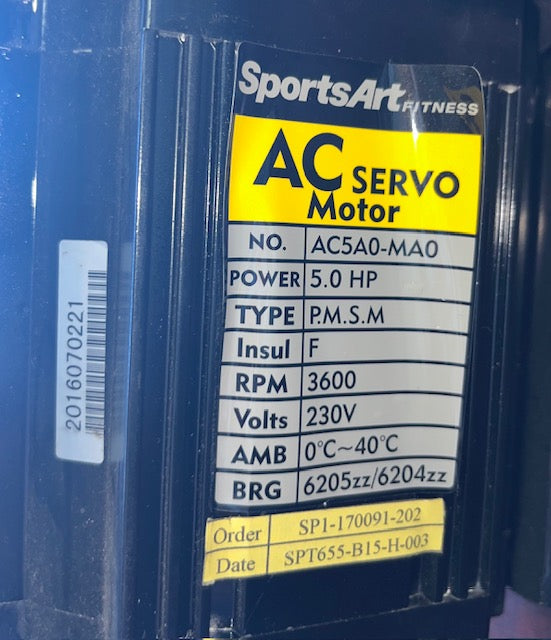 SportsArt FITNESS
AC SERVO
Motor
NO. AC5A0-MA0
POWER 5.0 HP
TYPE P.M.S.M
Insul F
RPM 3600
Volts 230V
AMB 0°C~40°C
BRG 6205zz/6204zz
Order SP1-170091-202
Date SPT655-B15-H-003
2016070221